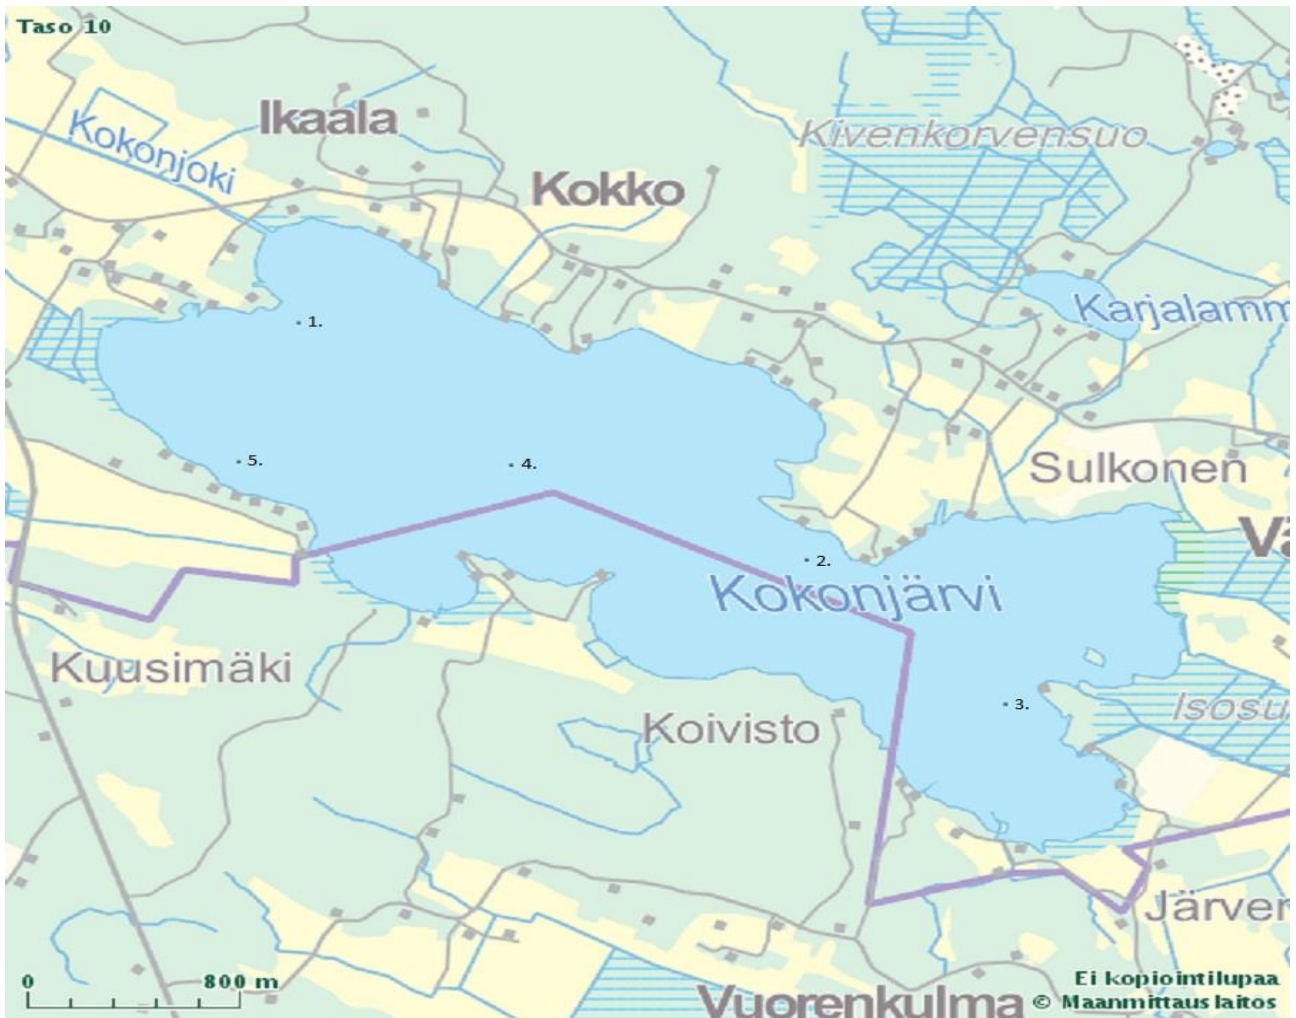 Taso 10
Ikaala
Kokonjoki
Kivenkorvensuo
Kokko
Karjalamm
1.
Sulkonen
5.
4.
Vä
2.
Kokonjärvi
Kuusimäki
Isosu
3.
Koivisto
Järver
0 800 m
Ei kopiointilupaa
Vuorenkulma
© Maanmittauslaitos